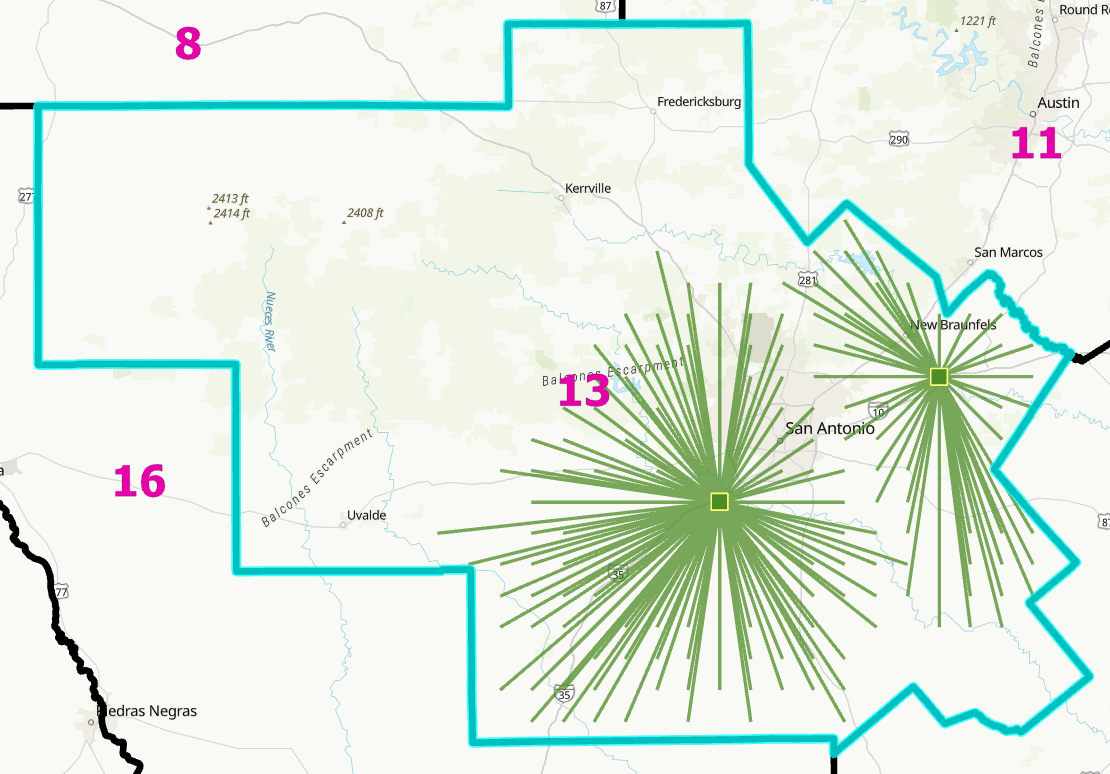 87
1221 ft
Balcones E
Round R
8
Fredericksburg
Austin
290
11
Kerrville
277
2413 ft
2414 ft
2408 ft
San Marcos
281
Nueces River
New Braunfels
Balcones Escarpment
13
10
San Antonio
Balcones Escarpment
16
a
Uvalde
87
35
77
35
Piedras Negras